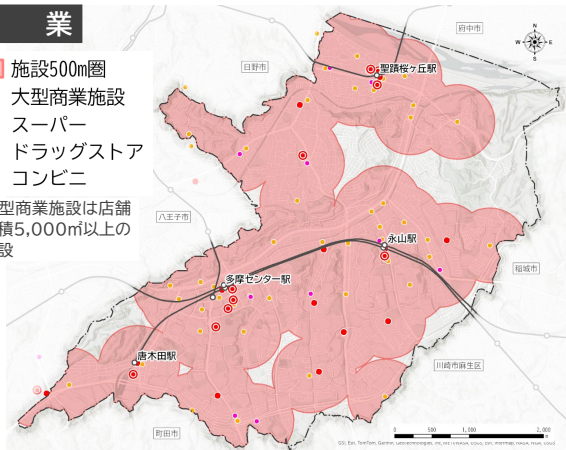 業
施設500m圏
大型商業施設
スーパー
ドラッグストア
コンビニ
型商業施設は店舗
積5,000㎡以上の
設
府中市
N
W
E
S
日野市
聖蹟桜ヶ丘駅
八王子市
永山駅
稲城市
多摩センター駅
唐木田駅
川崎市麻生区
町田市
0 500 1,000 2,000